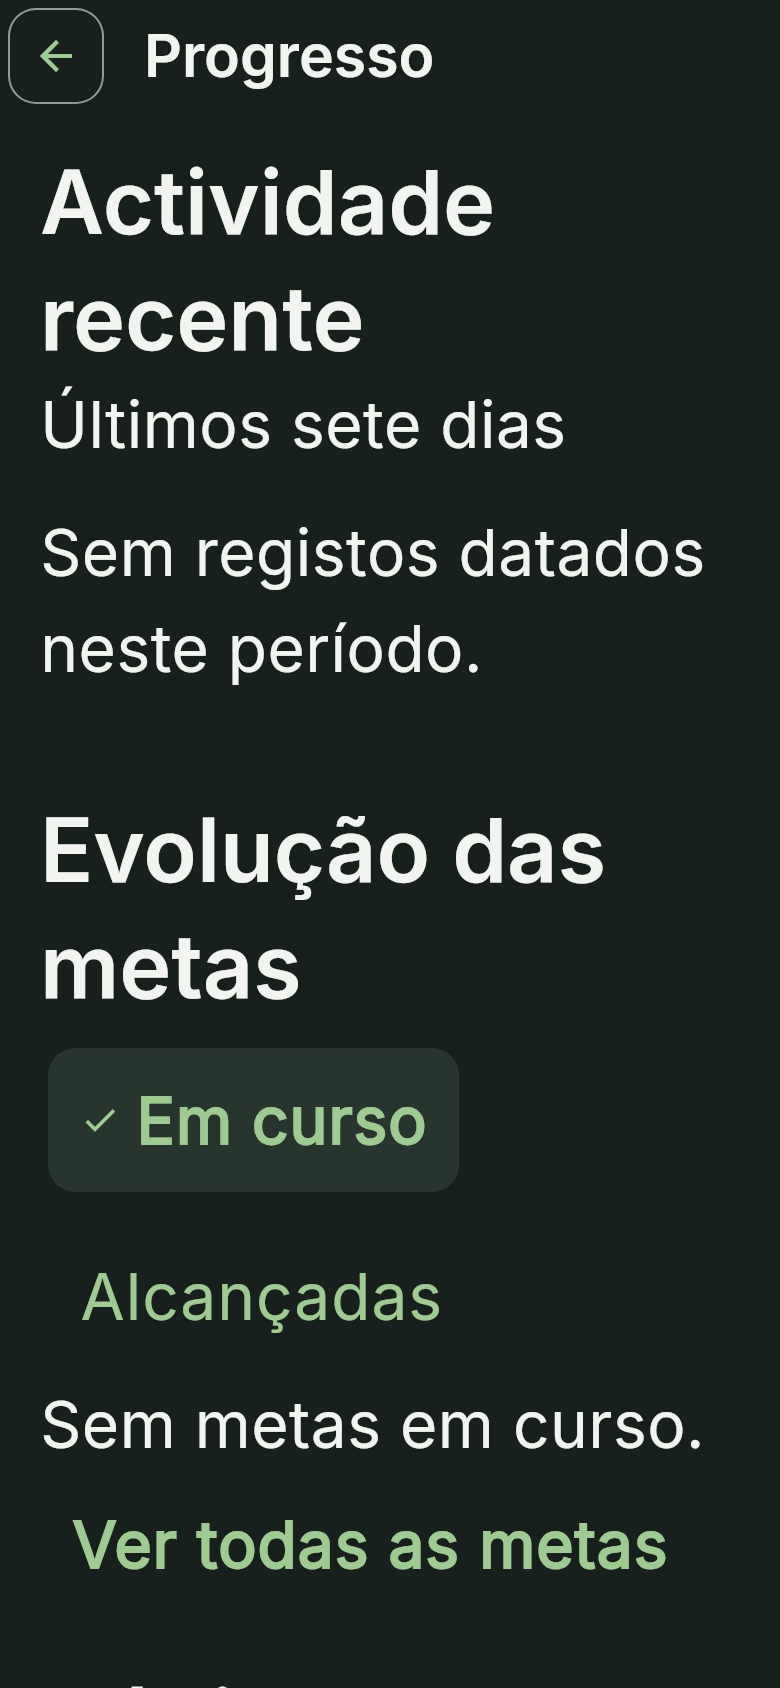 Progresso
Actividade
recente
Últimos sete dias
Sem registos datados
neste período.
Evolução das
metas
Em curso
Alcançadas
Sem metas em curso.
Ver todas as metas